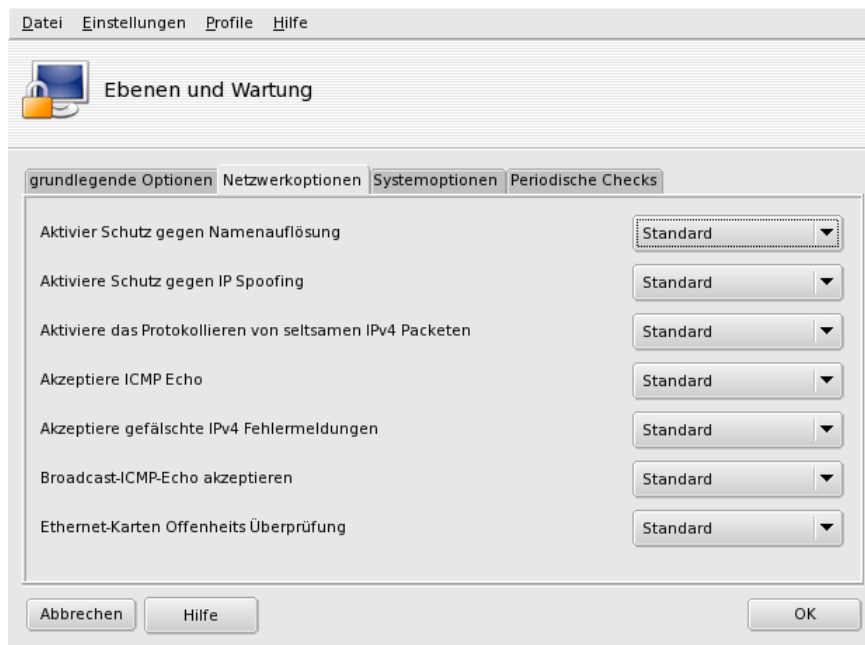 Datei Einstellungen Profile Hilfe
Ebenen und Wartung
grundlegende Optionen Netzwerkoptionen Systemoptionen Periodische Checks
Aktivier Schutz gegen Namenauflösung Standard
Aktiviere Schutz gegen IP Spoofing Standard
Aktiviere das Protokollieren von seltsamen IPv4 Packeten Standard
Akzeptiere ICMP Echo Standard
Akzeptiere gefälschte IPv4 Fehlermeldungen Standard
Broadcast-ICMP-Echo akzeptieren Standard
Ethernet-Karten Offenheits Überprüfung Standard
Abbrechen Hilfe OK